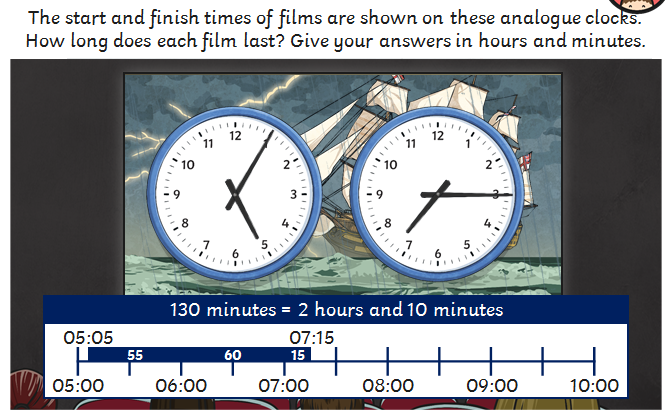 The start and finish times of films are shown on these analogue clocks.
How long does each film last? Give your answers in hours and minutes.
12 1 2 3 4 5 6 7 8 9 10 11
12 1 2 3 4 5 6 7 8 9 10 11
130 minutes = 2 hours and 10 minutes
05:05 07:15
55 60 15
05:00 06:00 07:00 08:00 09:00 10:00